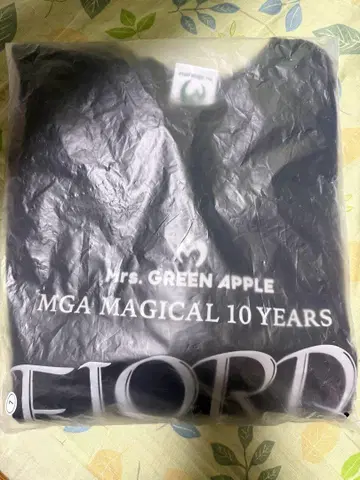 Mrs. GREEN APPLE
MGA MAGICAL 10 YEARS
FJORD